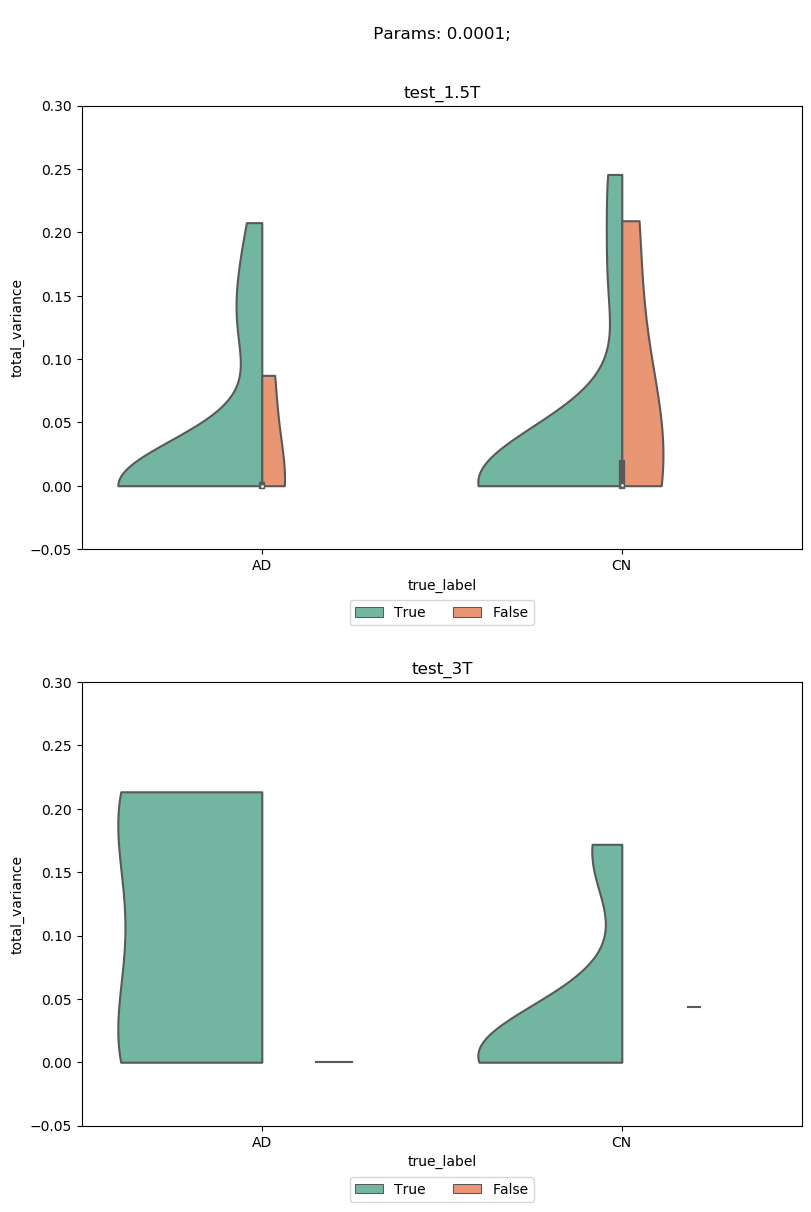 Params: 0.0001;
test_1.5T
0.30
0.25
0.20
0.15
0.10
0.05
0.00
−0.05
total_variance
AD CN
true_label
True False
test_3T
0.30
0.25
0.20
0.15
0.10
0.05
0.00
−0.05
total_variance
AD CN
true_label
True False